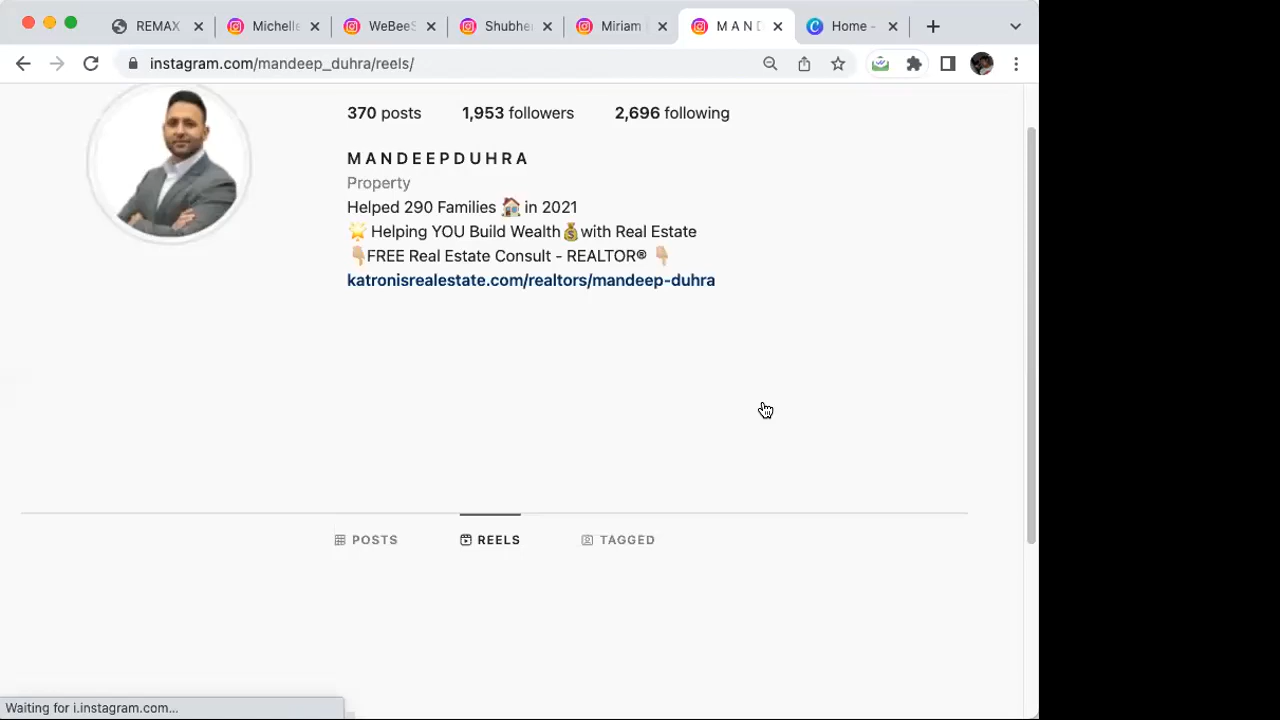 REMAX
Michelle
WeBeeS
Shubhe
Miriam
M A N D
Home -
instagram.com/mandeep_duhra/reels/
370 posts 1,953 followers 2,696 following
M A N D E E P D U H R A
Property
Helped 290 Families 🏠 in 2021
🌟 Helping YOU Build Wealth💰with Real Estate
👇🏼FREE Real Estate Consult - REALTOR® 👇🏼
katronisrealestate.com/realtors/mandeep-duhra
POSTS REELS TAGGED
Waiting for i.instagram.com...